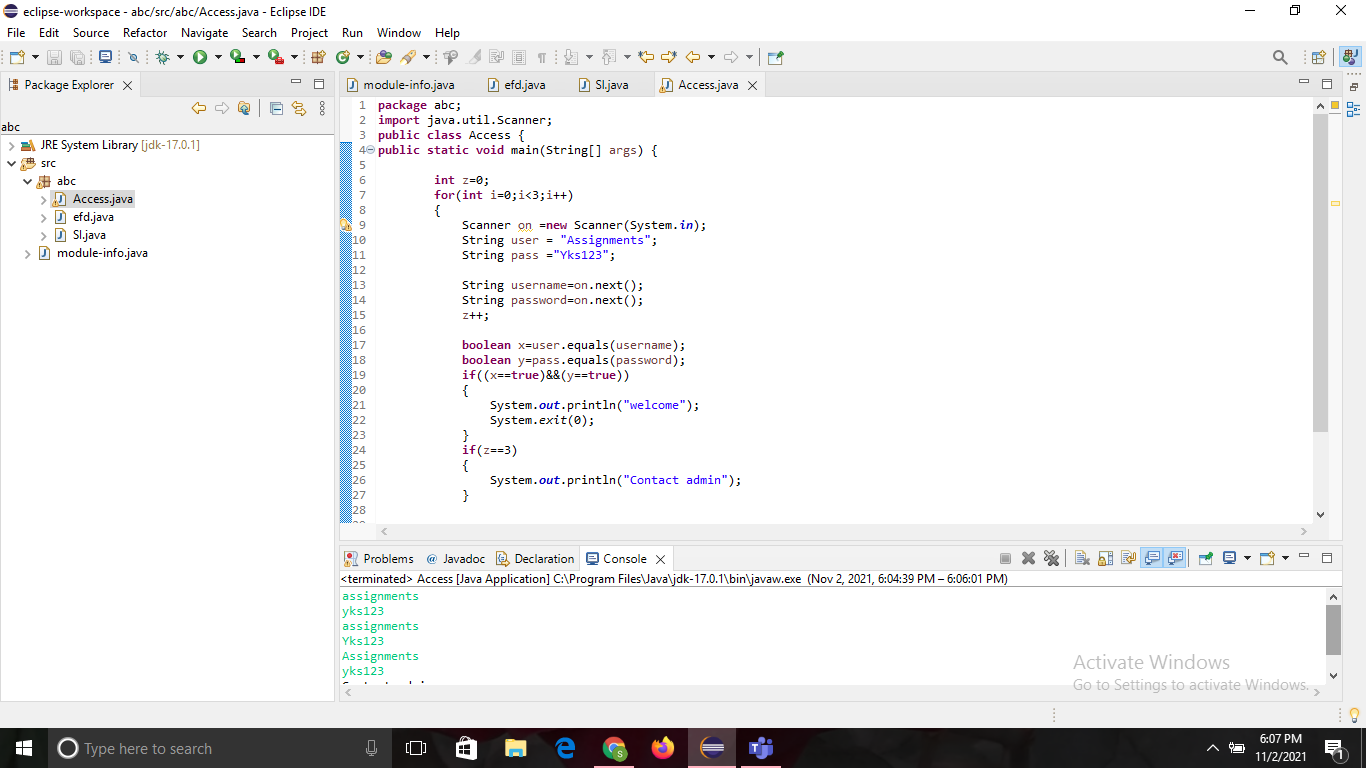 eclipse-workspace - abc/src/abc/Access.java - Eclipse IDE
File Edit Source Refactor Navigate Search Project Run Window Help
Package Explorer
module-info.java efd.java SI.java Access.java
abc
JRE System Library [jdk-17.0.1]
src
abc
Access.java
efd.java
SI.java
module-info.java
1 package abc;
2 import java.util.Scanner;
3 public class Access {
4 public static void main(String[] args) {
5
6 int z=0;
7 for(int i=0;i<3;i++)
8 {
9 Scanner on =new Scanner(System.in);
10 String user = "Assignments";
11 String pass ="Yks123";
12
13 String username=on.next();
14 String password=on.next();
15 z++;
16
17 boolean x=user.equals(username);
18 boolean y=pass.equals(password);
19 if((x==true)&&(y==true))
20 {
21 System.out.println("welcome");
22 System.exit(0);
23 }
24 if(z==3)
25 {
26 System.out.println("Contact admin");
27 }
28
Problems Javadoc Declaration Console
<terminated> Access [Java Application] C:\Program Files\Java\jdk-17.0.1\bin\javaw.exe (Nov 2, 2021, 6:04:39 PM – 6:06:01 PM)
assignments
yks123
assignments
Yks123
Assignments
yks123
Activate Windows
Go to Settings to activate Windows.
Type here to search
6:07 PM
11/2/2021
1